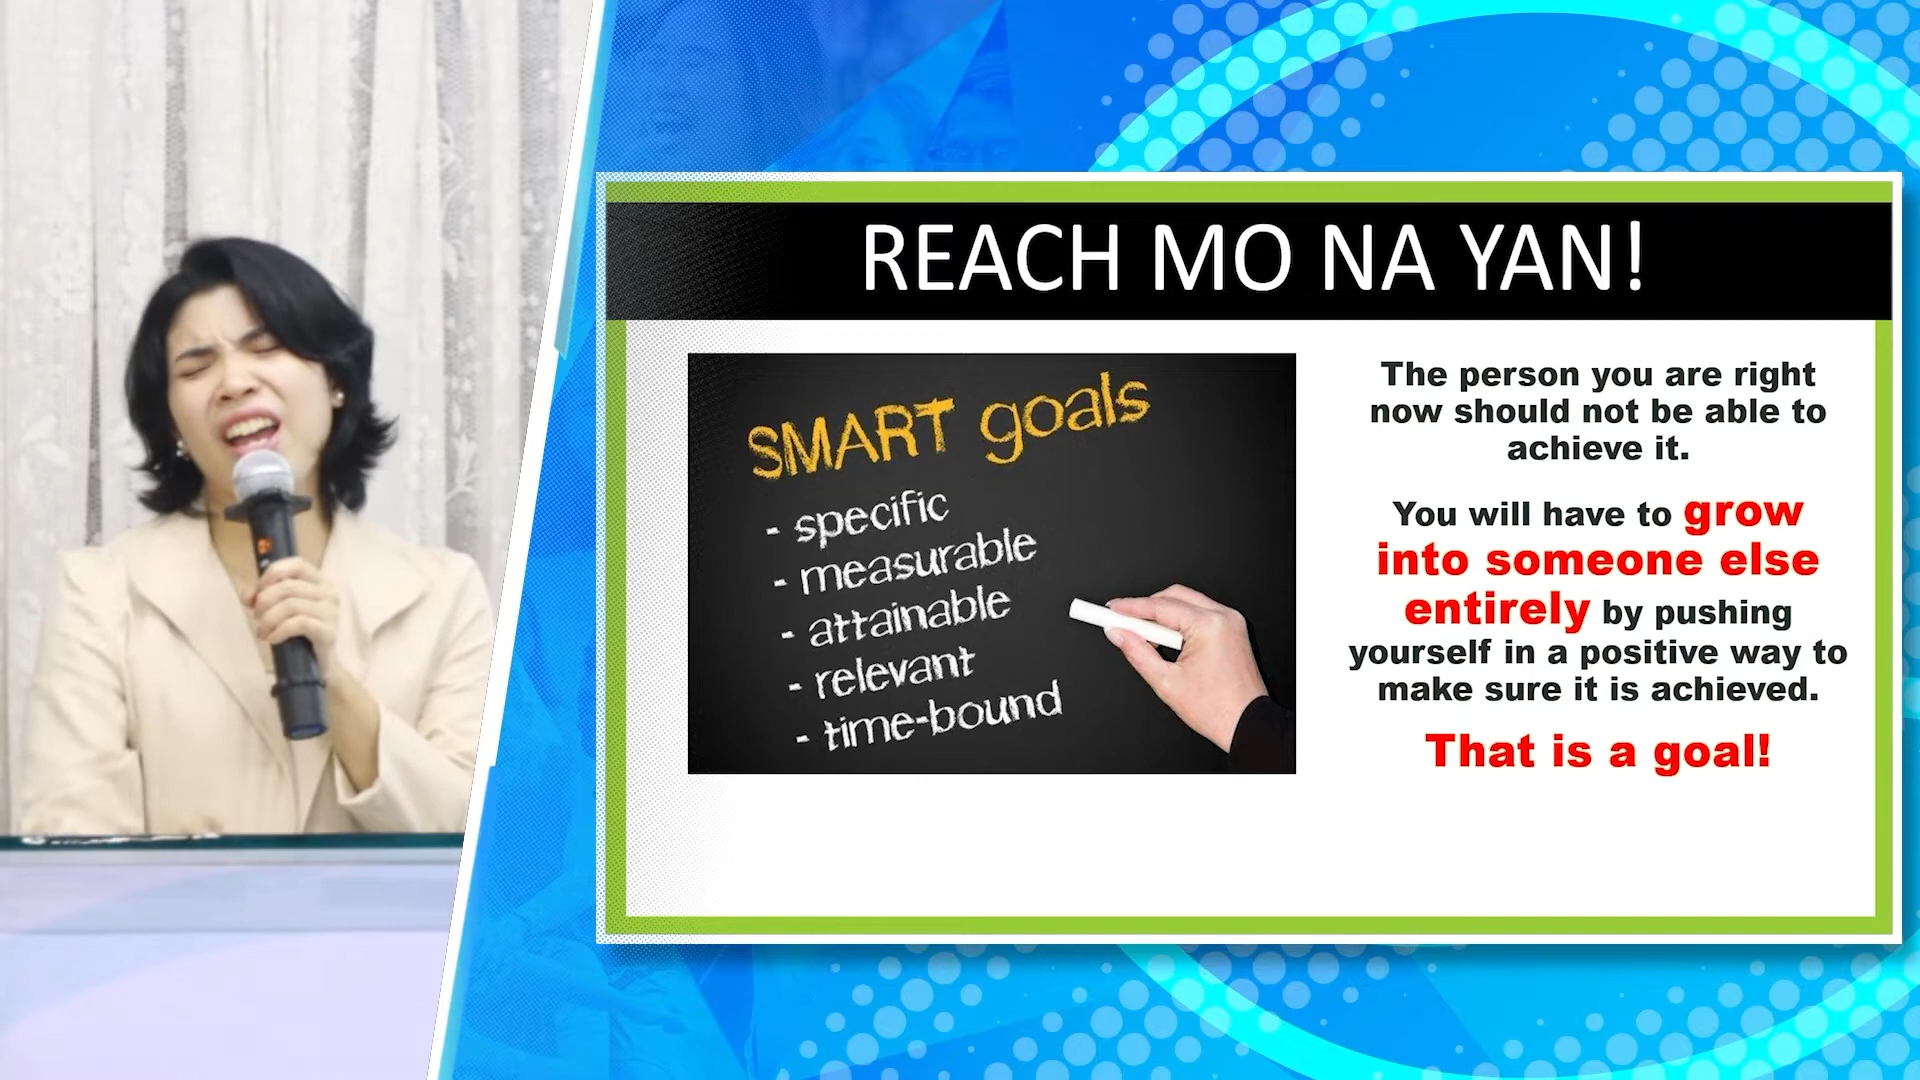 REACH MO NA YAN!
SMART goals
- specific
- measurable
- attainable
- relevant
- time-bound
The person you are right
now should not be able to
achieve it.
You will have to grow
into someone else
entirely by pushing
yourself in a positive way to
make sure it is achieved.
That is a goal!